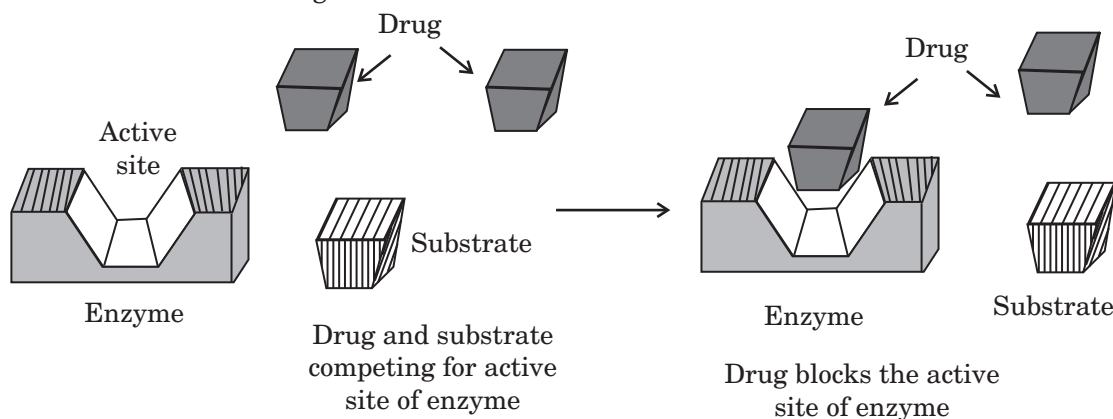 Drug
Active
site
Substrate
Enzyme
Drug and substrate
competing for active
site of enzyme
Drug
Enzyme
Substrate
Drug blocks the active
site of enzyme